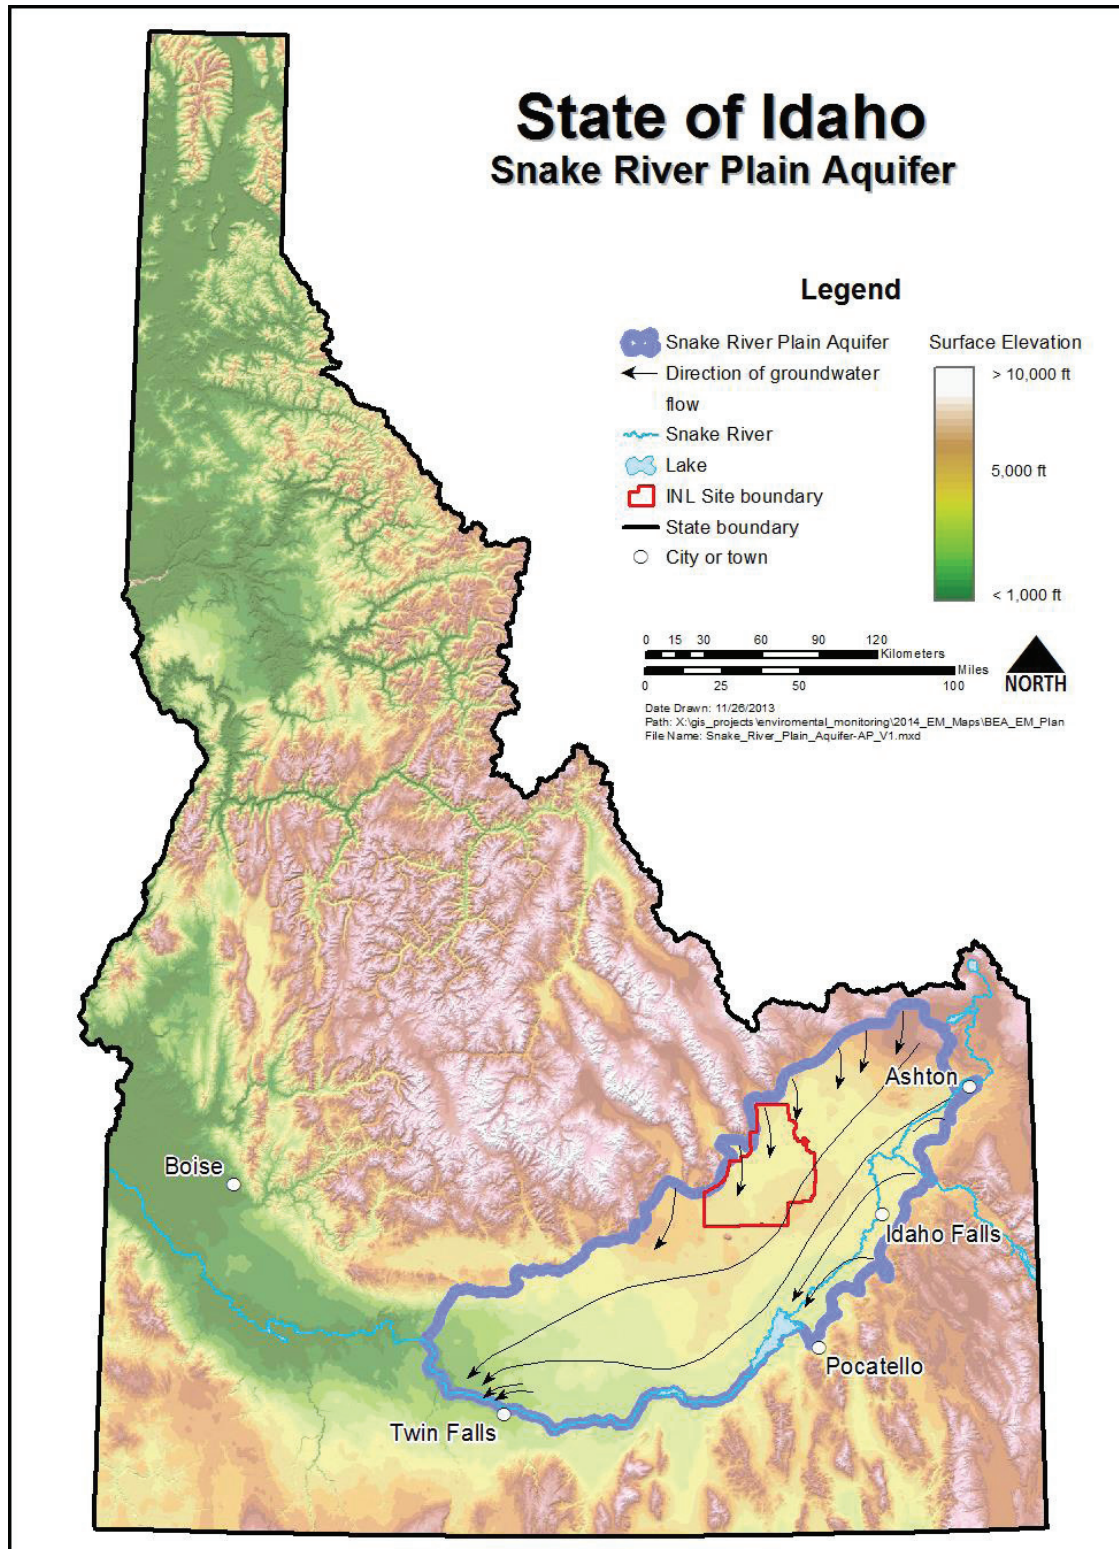 State of Idaho
Snake River Plain Aquifer
Legend
Snake River Plain Aquifer
Direction of groundwater
flow
Snake River
Lake
INL Site boundary
State boundary
City or town
Surface Elevation
> 10,000 ft
5,000 ft
< 1,000 ft
0 15 30 60 90 120
Kilometers
Miles
0 25 50 100
NORTH
Date Drawn: 11/26/2013
Path: X:\gis_projects\enviromental_monitoring\2014_EM_Maps\BEA_EM_Plan
File Name: Snake_River_Plain_Aquifer-AP_V1.mxd
Ashton
Boise
Idaho Falls
Pocatello
Twin Falls